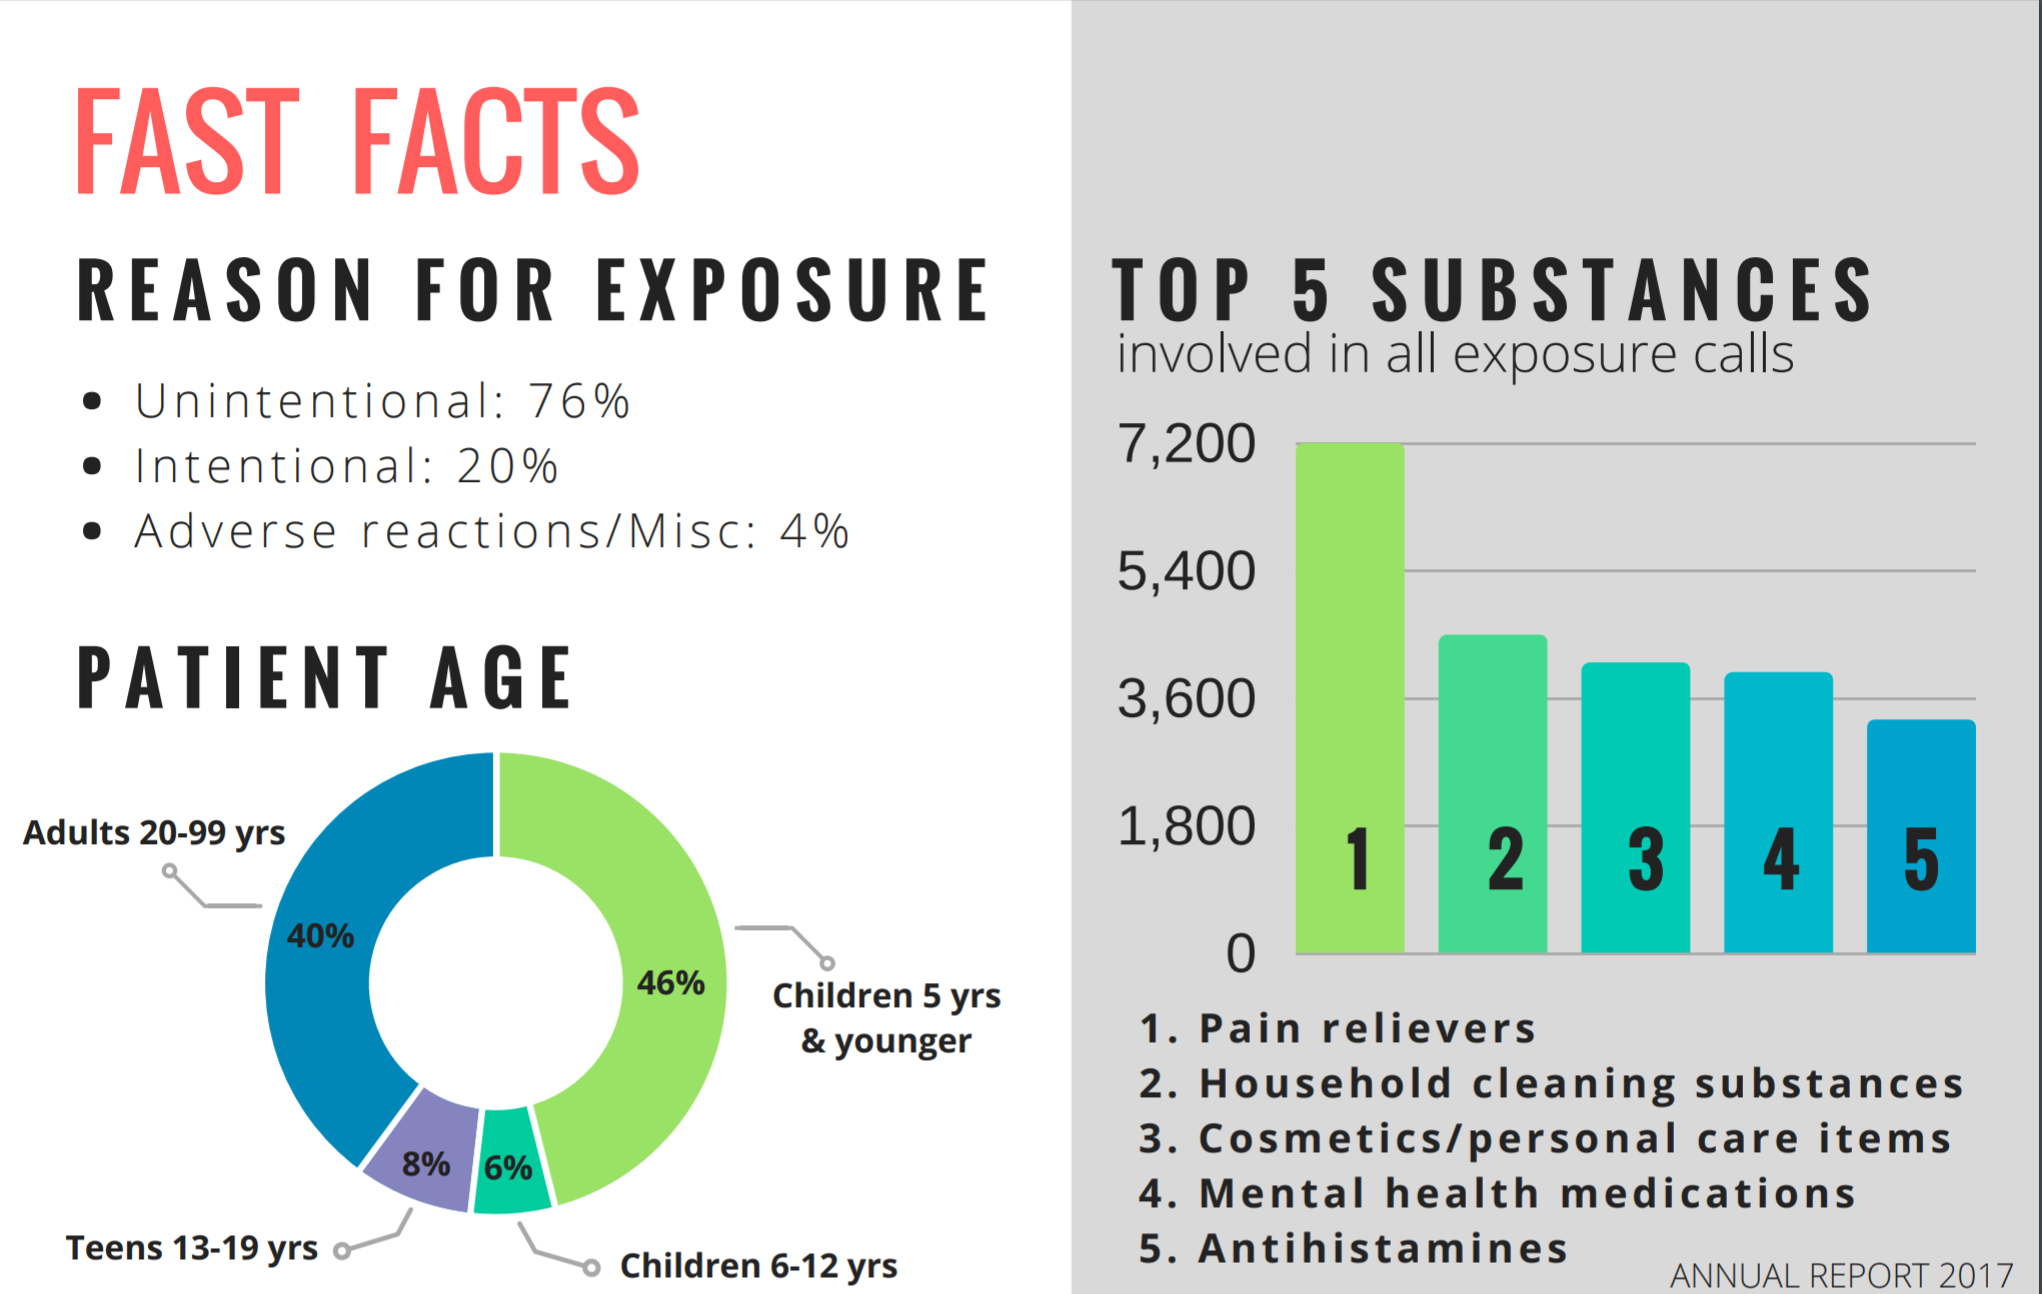 FAST FACTS
REASON FOR EXPOSURE
• Unintentional: 76%
• Intentional: 20%
• Adverse reactions/Misc: 4%
PATIENT AGE
Adults 20-99 yrs
40%
46%
Children 5 yrs
& younger
8%
6%
Teens 13-19 yrs
Children 6-12 yrs
TOP 5 SUBSTANCES
involved in all exposure calls
7,200
5,400
3,600
1,800
0
1 2 3 4 5
1. Pain relievers
2. Household cleaning substances
3. Cosmetics/personal care items
4. Mental health medications
5. Antihistamines
ANNUAL REPORT 2017